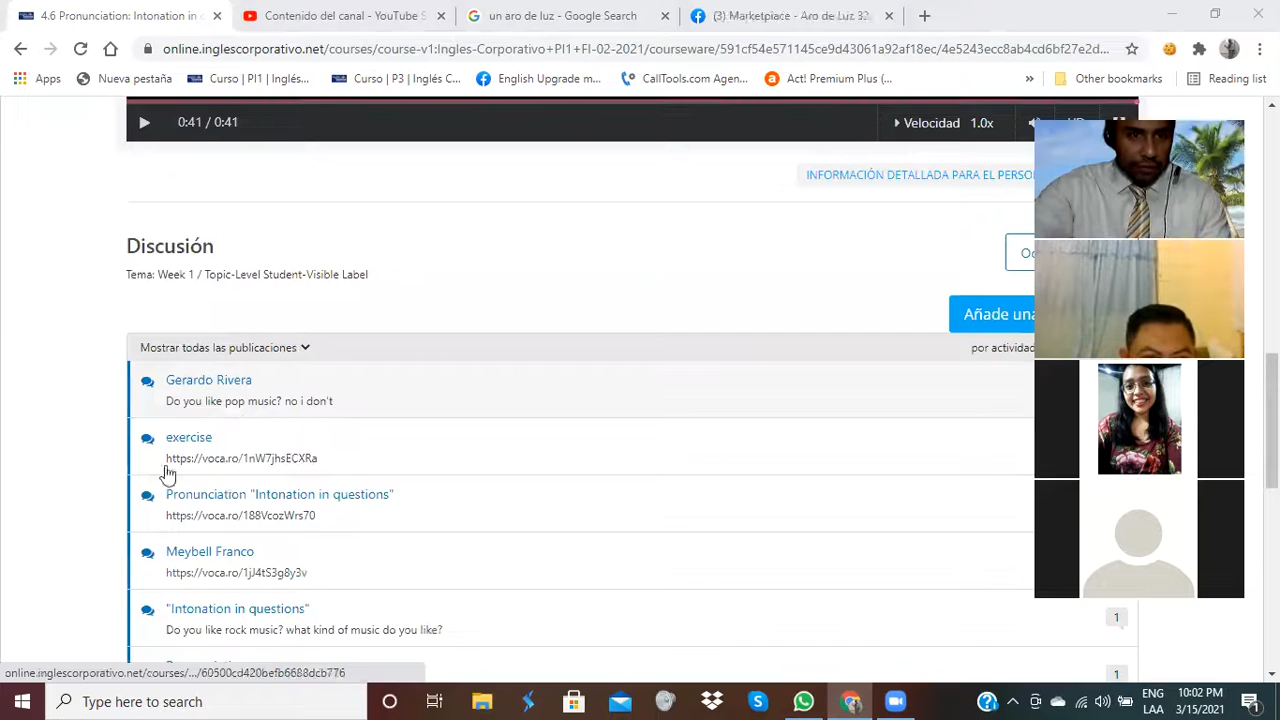 4.6 Pronunciation: Intonation in c
Contenido del canal - YouTube S
un aro de luz - Google Search
(3) Marketplace - Aro de Luz 32
online.inglescorporativo.net/courses/course-v1:Ingles-Corporativo+PI1+FI-02-2021/courseware/591cf54e571145ce9d43061a92af18ec/4e5243ecc8ab4cd6bf27e2d...
Apps
Nueva pestaña
Curso | PI1 | Inglés...
Curso | P3 | Inglés C...
English Upgrade m...
CallTools.com Agen...
Act! Premium Plus (...
»
Other bookmarks
Reading list
0:41 / 0:41
Velocidad 1.0x
INFORMACIÓN DETALLADA PARA EL PERSO
Discusión
Tema: Week 1 / Topic-Level Student-Visible Label
Añade una
Mostrar todas las publicaciones
por actividad
Gerardo Rivera
Do you like pop music? no i don't
exercise
https://voca.ro/1nW7jhsECXRa
Pronunciation "Intonation in questions"
https://voca.ro/188VcozWrs70
Meybell Franco
https://voca.ro/1jJ4tS3g8y3v
"Intonation in questions"
Do you like rock music? what kind of music do you like?
1
1
online.inglescorporativo.net/courses/.../60500cd420befb6688dcb776
Type here to search
ENG
LAA
10:02 PM
3/15/2021
1